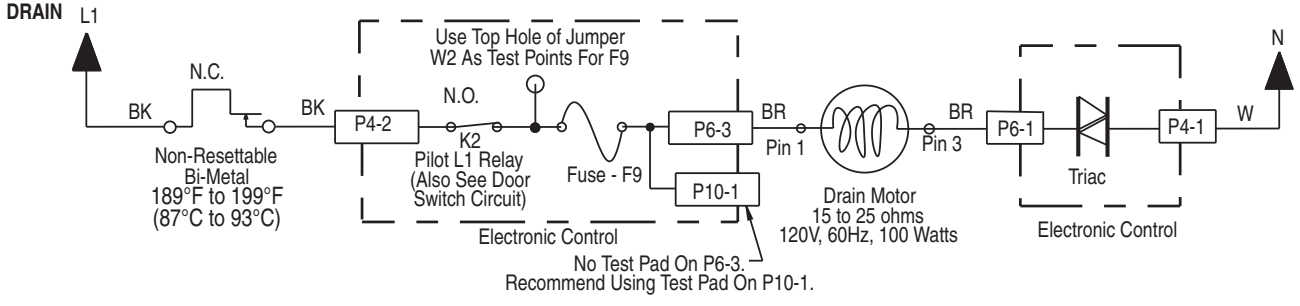 DRAIN
L1
N.C.
BK
BK
Non-Resettable
Bi-Metal
189°F to 199°F
(87°C to 93°C)
P4-2
Use Top Hole of Jumper
W2 As Test Points For F9
N.O.
K2
Pilot L1 Relay
(Also See Door
Switch Circuit)
Fuse - F9
P6-3
P10-1
Electronic Control
No Test Pad On P6-3.
Recommend Using Test Pad On P10-1.
BR
Pin 1
BR
Pin 3
Drain Motor
15 to 25 ohms
120V, 60Hz, 100 Watts
P6-1
Triac
P4-1
Electronic Control
W
N